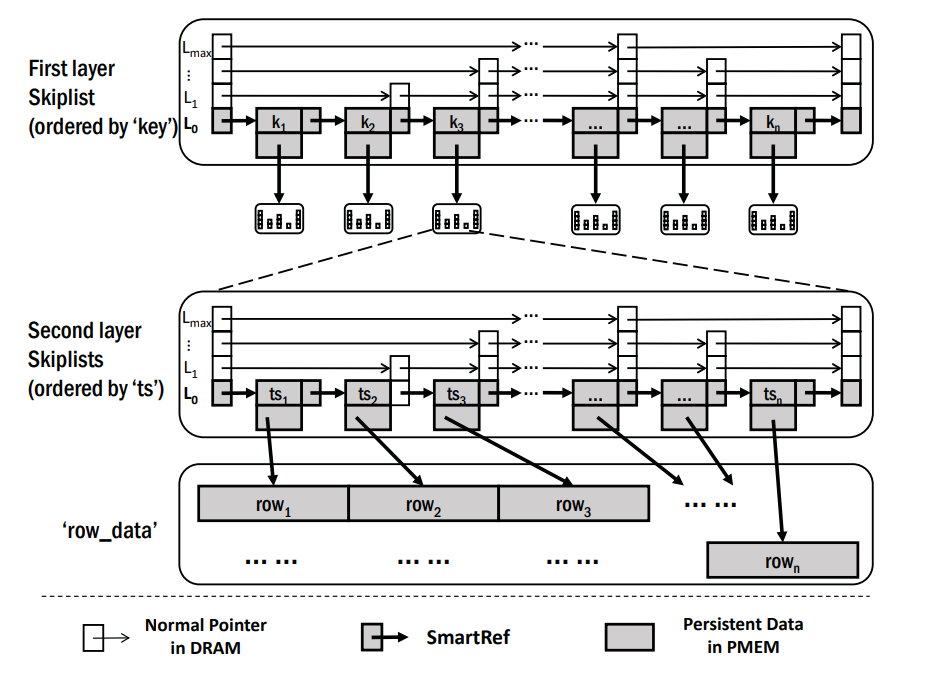 First layer
Skiplist
(ordered by 'key')
Lmax
⋮
L1
L0
...
...
...
...
k1
k2
k3
...
...
kn
Second layer
Skiplists
(ordered by 'ts')
Lmax
⋮
L1
L0
...
...
...
...
ts1
ts2
ts3
...
...
tsn
'row_data'
row1
row2
row3
... ...
... ...
... ...
... ...
rown
Normal Pointer
in DRAM
SmartRef
Persistent Data
in PMEM